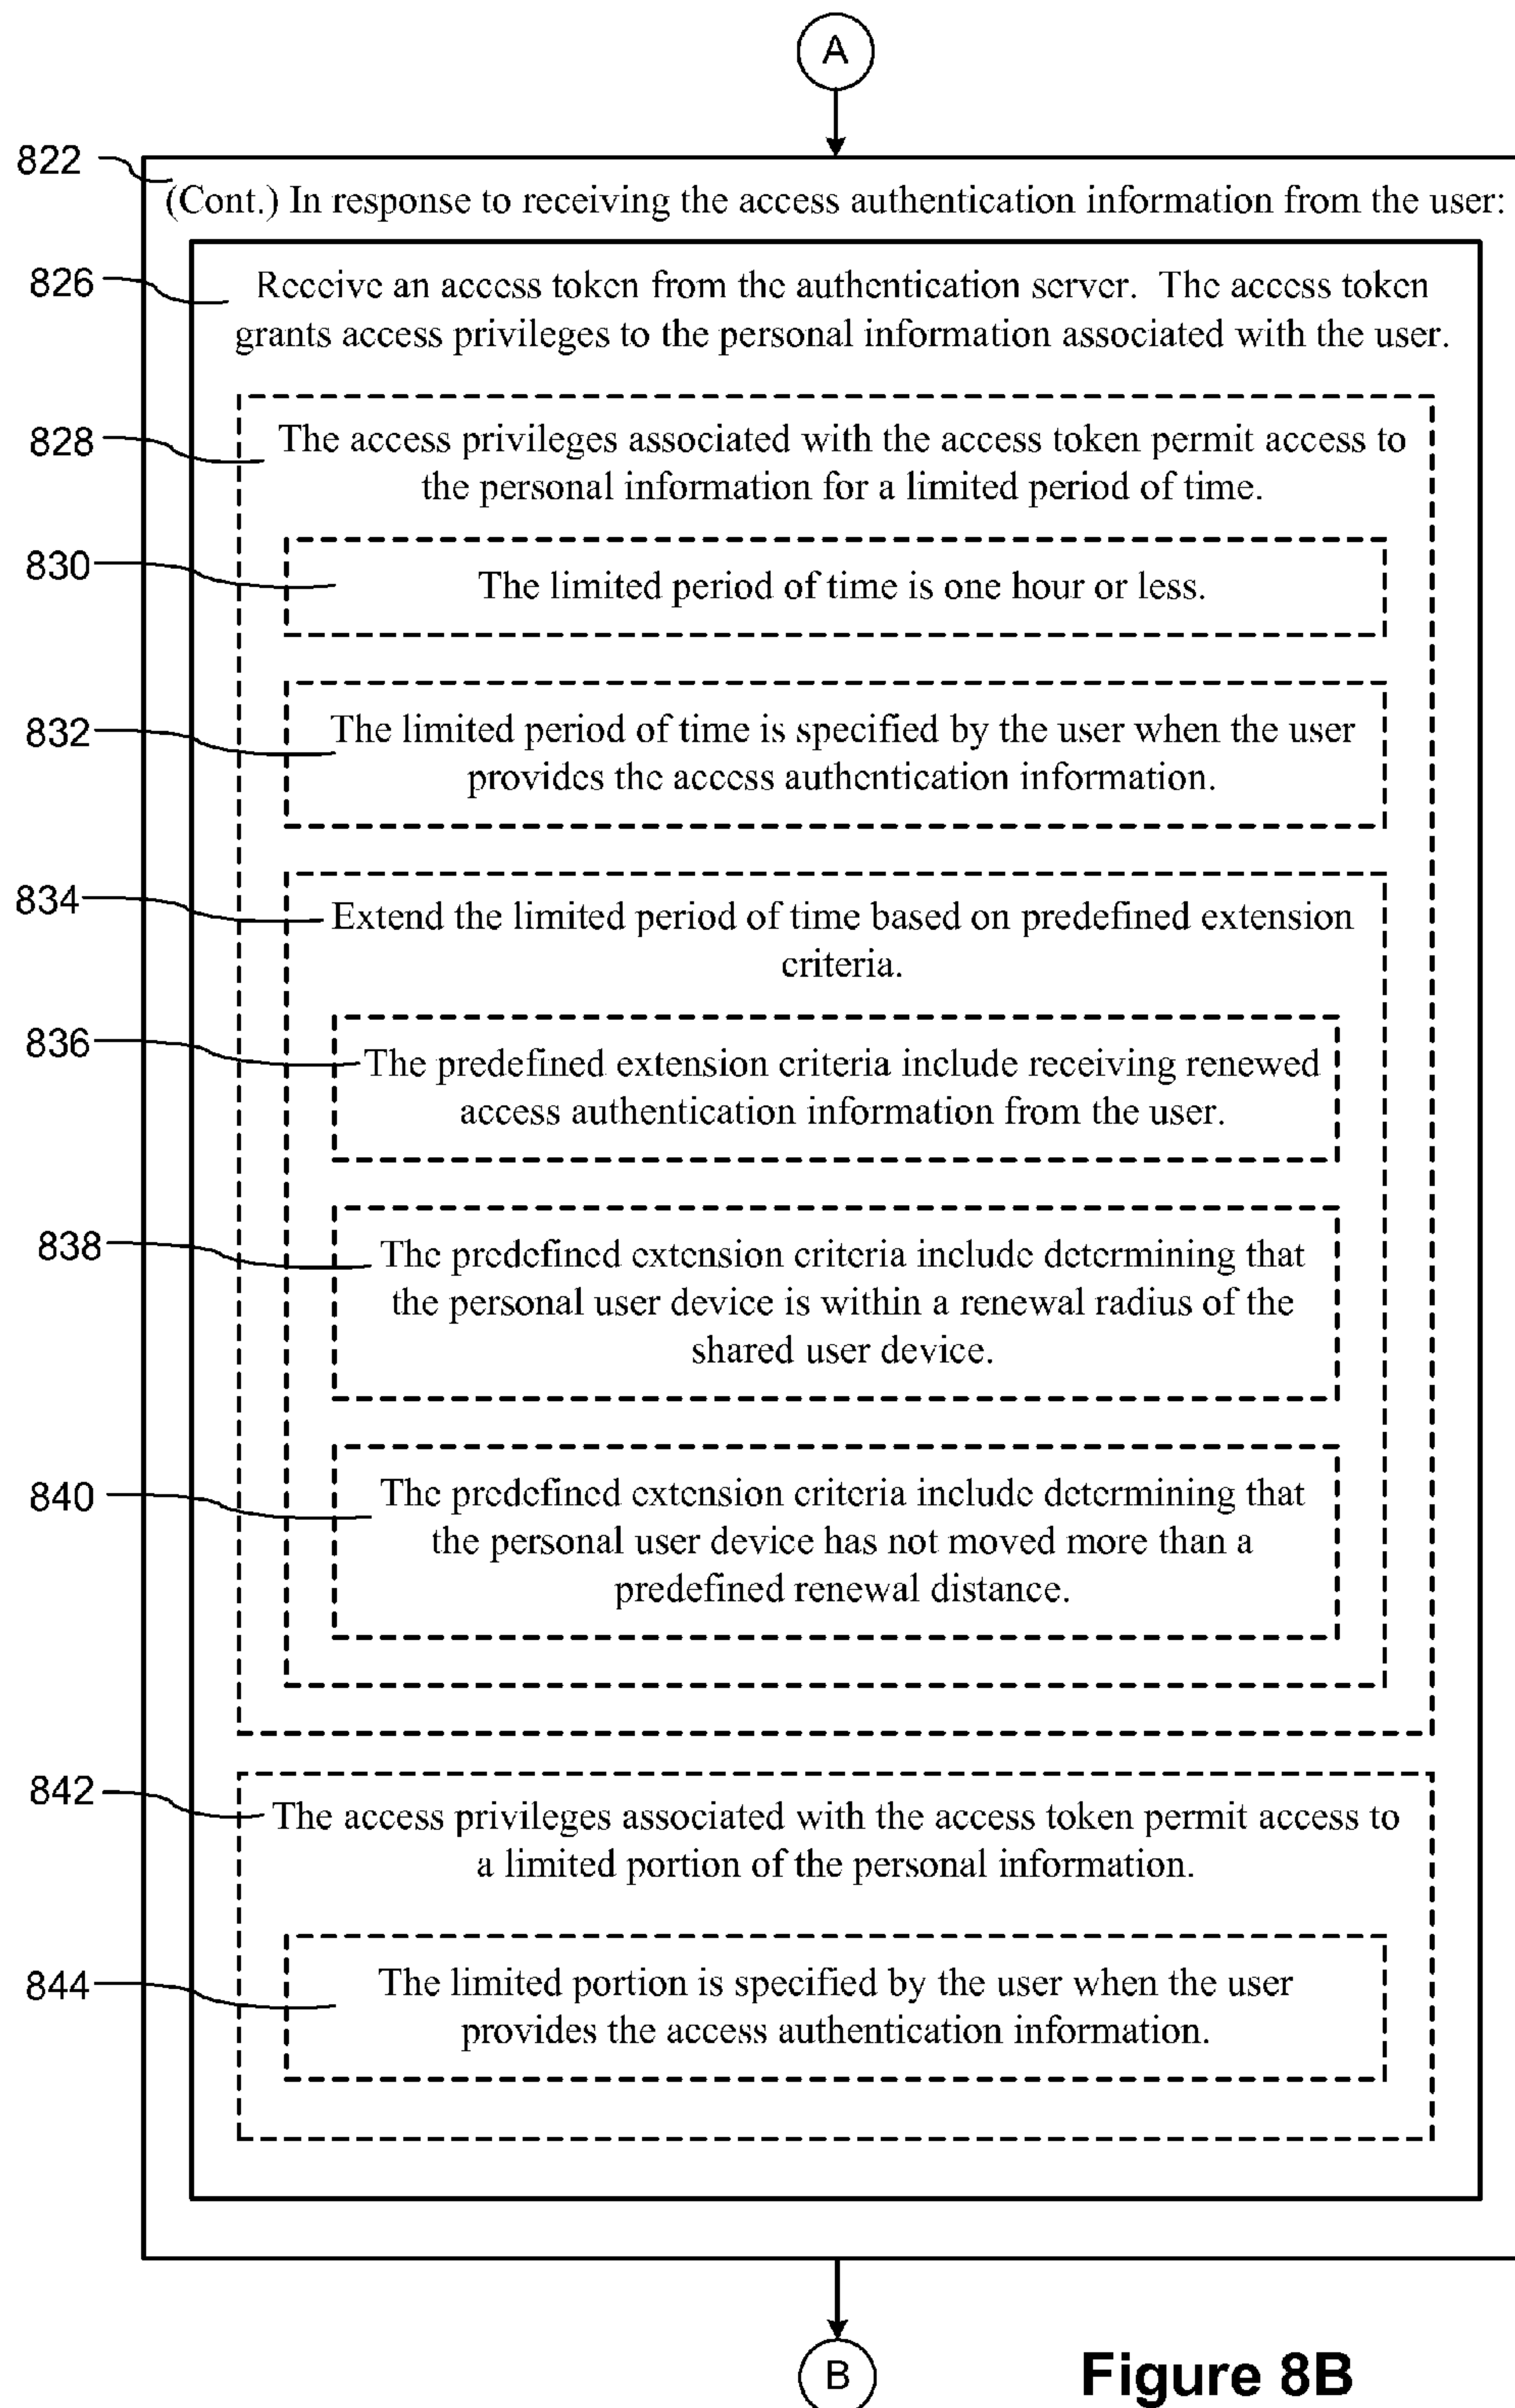 A
822
(Cont.) In response to receiving the access authentication information from the user:
826
Receive an access token from the authentication server. The access token
grants access privileges to the personal information associated with the user.
828
The access privileges associated with the access token permit access to
the personal information for a limited period of time.
830
The limited period of time is one hour or less.
832
The limited period of time is specified by the user when the user
provides the access authentication information.
834
Extend the limited period of time based on predefined extension
criteria.
836
The predefined extension criteria include receiving renewed
access authentication information from the user.
838
The predefined extension criteria include determining that
the personal user device is within a renewal radius of the
shared user device.
840
The predefined extension criteria include determining that
the personal user device has not moved more than a
predefined renewal distance.
842
The access privileges associated with the access token permit access to
a limited portion of the personal information.
844
The limited portion is specified by the user when the user
provides the access authentication information.
B
Figure 8B